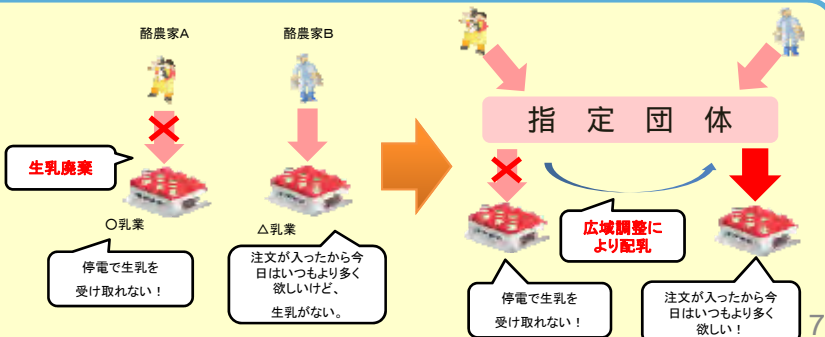 酪農家A
酪農家B
生乳廃棄
〇乳業
△乳業
停電で生乳を
受け取れない！
注文が入ったから今
日はいつもより多く
欲しいけど、
生乳がない。
指定団体
広域調整に
より配乳
停電で生乳を
受け取れない！
注文が入ったから今
日はいつもより多く
欲しい！
7